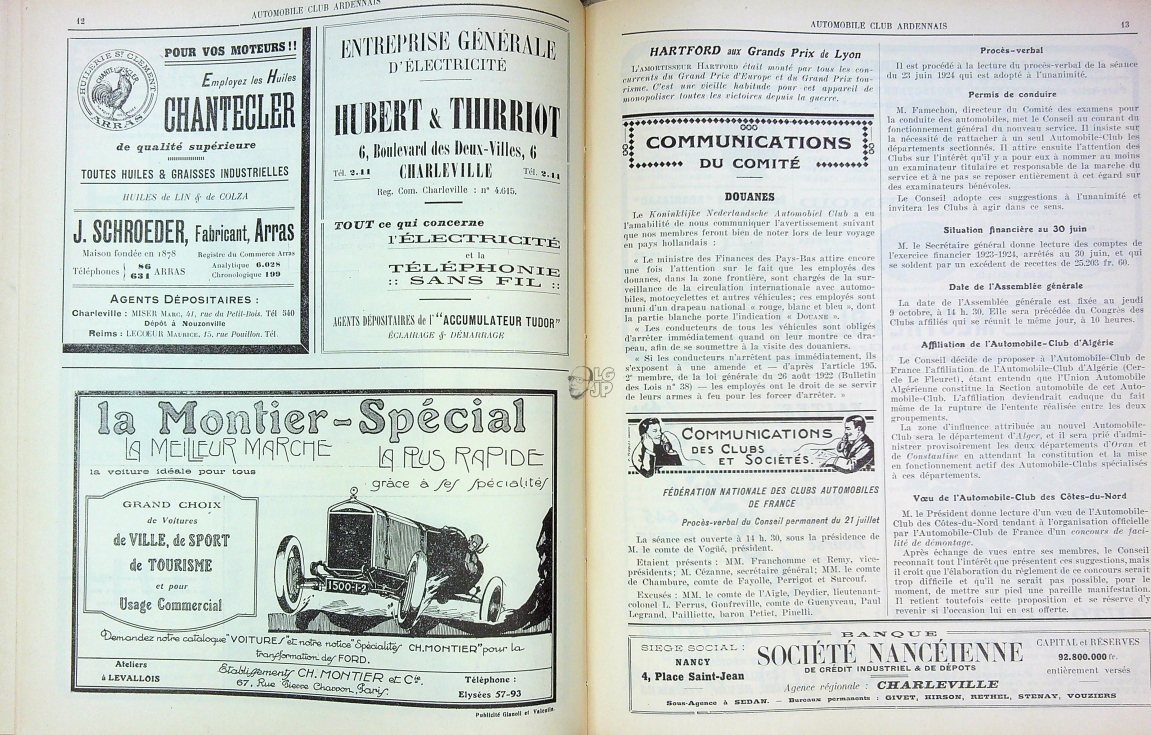 12
AUTOMOBILE CLUB ARDENNAIS
HUILERIE St CLEMENT
CHANTECLER
ARRAS
POUR VOS MOTEURS !!
Employez les Huiles
CHANTECLER
de qualité supérieure
TOUTES HUILES & GRAISSES INDUSTRIELLES
HUILES de LIN & de COLZA
J. SCHROEDER, Fabricant, Arras
Maison fondée en 1878
Téléphones 86 631 ARRAS
Registre du Commerce Arras
Analytique 6.028
Chronologique 199
AGENTS DÉPOSITAIRES :
Charleville : MISER MARC, 41, rue du Petit-Bois. Tél 540
Dépôt à Nouzonville
Reims : LECŒUR MAURICE, 15, rue Pouillon. Tél.
ENTREPRISE GÉNÉRALE
D'ÉLECTRICITÉ
HUBERT & THIRRIOT
6, Boulevard des Deux-Villes, 6
Tél. 2.11 CHARLEVILLE Tél. 2.11
Reg. Com. Charleville : n° 4.645.
TOUT ce qui concerne
l'ÉLECTRICITÉ
et la
TÉLÉPHONIE
:: SANS FIL ::
AGENTS DÉPOSITAIRES de l'"ACCUMULATEUR TUDOR"
ÉCLAIRAGE & DÉMARRAGE
la Montier-Spécial
LA MEILLEUR MARCHE LA PLUS RAPIDE
la voiture idéale pour tous
grâce à ses spécialités
GRAND CHOIX
de Voitures
de VILLE, de SPORT
de TOURISME
et pour
Usage Commercial
1500-1-2
Demandez notre catalogue "VOITURES" et notre notice "Spécialités CH.MONTIER" pour la
transformation des FORD.
Ateliers
à LEVALLOIS
Établissements CH. MONTIER et Cie.
67, Rue Pierre Charron, Paris.
Téléphone :
Elysées 57-93
Publicité Gianoli et Valentin.
LG
JP
AUTOMOBILE CLUB ARDENNAIS
13
HARTFORD aux Grands Prix de Lyon
L'AMORTISSEUR HARTFORD était monté par tous les con-
currents du Grand Prix d'Europe et du Grand Prix tou-
risme. C'est une vieille habitude pour cet appareil de
monopoliser toutes les victoires depuis la guerre.
COMMUNICATIONS
DU COMITÉ
DOUANES
Le Koninklijke Nederlandsche Automobiel Club a eu
l'amabilité de nous communiquer l'avertissement suivant
que nos membres feront bien de noter lors de leur voyage
en pays hollandais :
« Le ministre des Finances des Pays-Bas attire encore
une fois l'attention sur le fait que les employés des
douanes, dans la zone frontière, sont chargés de la sur-
veillance de la circulation internationale avec automo-
biles, motocyclettes et autres véhicules ; ces employés sont
muni d'un drapeau national « rouge, blanc et bleu », dont
la partie blanche porte l'indication « DOUANE ».
« Les conducteurs de tous les véhicules sont obligés
d'arrêter immédiatement quand on leur montre ce dra-
peau, afin de se soumettre à la visite des douaniers.
« Si les conducteurs n'arrêtent pas immédiatement, ils
s'exposent à une amende et — d'après l'article 195,
2e membre, de la loi générale du 26 août 1922 (Bulletin
des Lois n° 38) — les employés ont le droit de se servir
de leurs armes à feu pour les forcer d'arrêter. »
COMMUNICATIONS
DES CLUBS
ET SOCIÉTÉS.
FÉDÉRATION NATIONALE DES CLUBS AUTOMOBILES
DE FRANCE
Procès-verbal du Conseil permanent du 21 juillet
La séance est ouverte à 14 h. 30, sous la présidence de
M. le comte de Vogüé, président.
Etaient présents : MM. Franchomme et Remy, vice-
présidents ; M. Cézanne, secrétaire général ; MM. le comte
de Chambure, comte de Fayolle, Perrigot et Surcouf.
Excusés : MM. le comte de l'Aigle, Deydier, lieutenant-
colonel L. Ferrus, Gonfreville, comte de Guenyveau, Paul
Legrand, Pailliette, baron Petiet, Pinelli.
Procès-verbal
Il est procédé à la lecture du procès-verbal de la séance
du 23 juin 1924 qui est adopté à l'unanimité.
Permis de conduire
M. Famechon, directeur du Comité des examens pour
la conduite des automobiles, met le Conseil au courant du
fonctionnement général du nouveau service. Il insiste sur
la nécessité de rattacher à un seul Automobile-Club les
départements sectionnés. Il attire ensuite l'attention des
Clubs sur l'intérêt qu'il y a pour eux à nommer au moins
un examinateur titulaire et responsable de la marche du
service et à ne pas se reposer entièrement à cet égard sur
des examinateurs bénévoles.
Le Conseil adopte ces suggestions à l'unanimité et
invitera les Clubs à agir dans ce sens.
Situation financière au 30 juin
M. le Secrétaire général donne lecture des comptes de
l'exercice financier 1923-1924, arrêtés au 30 juin, et qui
se soldent par un excédent de recettes de 25.203 fr. 60.
Date de l'Assemblée générale
La date de l'Assemblée générale est fixée au jeudi
9 octobre, à 14 h. 30. Elle sera précédée du Congrès des
Clubs affiliés qui se réunit le même jour, à 10 heures.
Affiliation de l'Automobile-Club d'Algérie
Le Conseil décide de proposer à l'Automobile-Club de
France l'affiliation de l'Automobile-Club d'Algérie (Cer-
cle Le Fleuret), étant entendu que l'Union Automobile
Algérienne constitue la Section automobile de cet Auto-
mobile-Club. L'affiliation deviendrait caduque du fait
même de la rupture de l'entente réalisée entre les deux
groupements.
La zone d'influence attribuée au nouvel Automobile-
Club sera le département d'Alger, et il sera prié d'admi-
nistrer provisoirement les deux départements d'Oran et
de Constantine en attendant la constitution et la mise
en fonctionnement actif des Automobile-Clubs spécialisés
à ces départements.
Vœu de l'Automobile-Club des Côtes-du-Nord
M. le Président donne lecture d'un vœu de l'Automobile-
Club des Côtes-du-Nord tendant à l'organisation officielle
par l'Automobile-Club de France d'un concours de faci-
lité de démontage.
Après échange de vues entre ses membres, le Conseil
reconnaît tout l'intérêt que présentent ces suggestions, mais
il croit que l'élaboration du règlement de ce concours serait
trop difficile et qu'il ne serait pas possible, pour le
moment, de mettre sur pied une pareille manifestation.
Il retient toutefois cette proposition et se réserve d'y
revenir si l'occasion lui en est offerte.
BANQUE
SIEGE SOCIAL :
NANCY
4, Place Saint-Jean
SOCIÉTÉ NANCÉIENNE
DE CRÉDIT INDUSTRIEL & DE DÉPOTS
Agence régionale : CHARLEVILLE
CAPITAL et RÉSERVES
92.800.000 fr.
entièrement versés
Sous-Agence à SEDAN. — Bureaux permanents : GIVET, HIRSON, RETHEL, STENAY, VOUZIERS